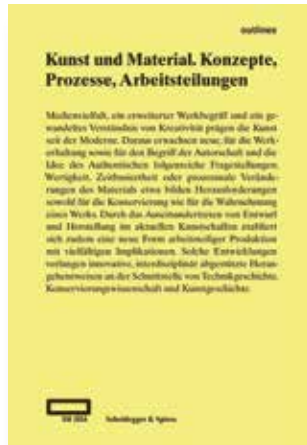 outlines
Kunst und Material. Konzepte,
Prozesse, Arbeitsteilungen
Medienvielfalt, ein erweiterter Werkbegriff und ein ge-
wandeltes Verständnis von Kreativität prägen die Kunst
seit der Moderne. Daraus erwachsen neue, für die Werk-
erhaltung sowie für den Begriff der Autorschaft und die
Idee des Authentischen folgenreiche Fragestellungen:
Wertigkeit, Zeitbasiertheit oder prozessuale Verände-
rungen des Materials etwa bilden Herausforderungen
sowohl für die Konservierung wie für die Wahrnehmung
eines Werks. Durch das Auseinandertreten von Entwurf
und Herstellung im aktuellen Kunstschaffen etabliert
sich zudem eine neue Form arbeitsteiliger Produktion
mit vielfältigen Implikationen. Solche Entwicklungen
verlangen innovative, interdisziplinär abgestützte Heran-
gehensweisen an der Schnittstelle von Technikgeschichte,
Konservierungswissenschaft und Kunstgeschichte.
Scheidegger & Spiess